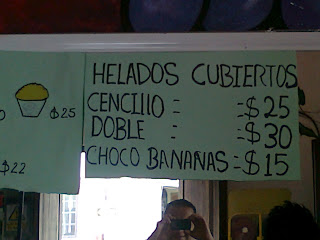 HELADOS CUBIERTOS
CENCILLO = =$25
DOBLE = =$30
CHOCO BANANAS=$15
$25
$22